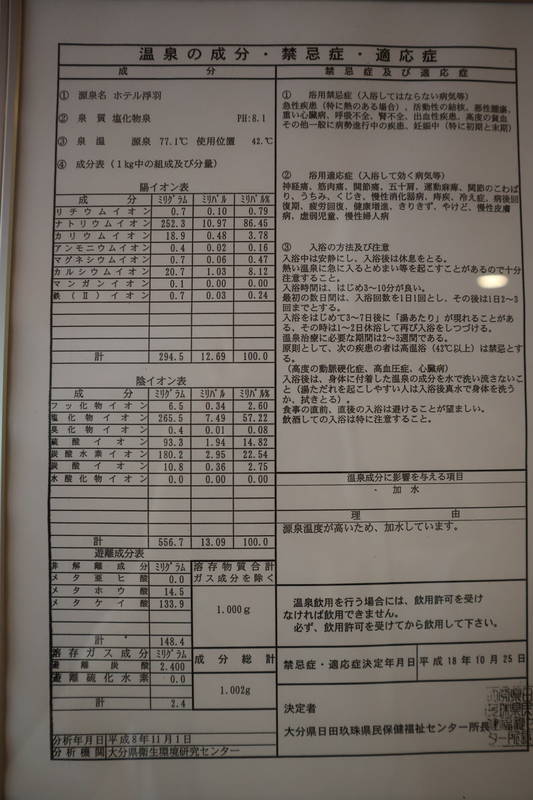 温泉の成分・禁忌症・適応症
成分
① 源泉名 ホテル浮羽
② 泉質 塩化物泉 PH:8.1
③ 泉温 源泉 77.1℃ 使用位置 42.℃
④ 成分表（1kg中の組成及び分量）
陽イオン表
成分 ﾐﾘｸﾞﾗﾑ ﾐﾘﾊﾞﾙ ﾐﾘﾊﾞﾙ%
リチウムイオン 0.7 0.10 0.79
ナトリウムイオン 252.3 10.97 86.45
カリウムイオン 18.9 0.48 3.78
アンモニウムイオン 0.4 0.02 0.16
マグネシウムイオン 0.7 0.06 0.47
カルシウムイオン 20.7 1.03 8.12
マンガンイオン 0.1 0.00 0.00
鉄(Ⅱ)イオン 0.7 0.03 0.24
計 294.5 12.69 100.0
陰イオン表
成分 ﾐﾘｸﾞﾗﾑ ﾐﾘﾊﾞﾙ ﾐﾘﾊﾞﾙ%
フッ化物イオン 6.5 0.34 2.60
塩化物イオン 265.5 7.49 57.22
臭化物イオン 0.4 0.01 0.08
硫酸イオン 93.3 1.94 14.82
炭酸水素イオン 180.2 2.95 22.54
炭酸イオン 10.8 0.36 2.75
水酸化物イオン 0.0 0.00 0.00
計 556.7 13.09 100.0
遊離成分表
非解離成分 ﾐﾘｸﾞﾗﾑ
メタ亜ヒ酸 0.0
メタホウ酸 14.5
メタケイ酸 133.9
計 148.4
溶存物質合計
ガス成分を除く
1.000g
溶存ガス成分 ﾐﾘｸﾞﾗﾑ
遊離炭酸 2.400
遊離硫化水素 0.0
計 2.4
成分総計
1.002g
分析年月日 平成8年11月1日
分析機関 大分県衛生環境研究センター
禁忌症及び適応症
① 浴用禁忌症（入浴してはならない病気等）
急性疾患（特に熱のある場合）、活動性の結核、悪性腫瘍、
重い心臓病、呼吸不全、腎不全、出血性疾患、高度の貧血
その他一般に病勢進行中の疾患、妊娠中（特に初期と末期）
② 浴用適応症（入浴して効く病気等）
神経痛、筋肉痛、関節痛、五十肩、運動麻痺、関節のこわば
り、うちみ、くじき、慢性消化器病、痔疾、冷え症、病後回
復期、疲労回復、健康増進、きりきず、やけど、慢性皮膚
病、虚弱児童、慢性婦人病
③ 入浴の方法及び注意
入浴中は安静にし、入浴後は休息をとる。
熱い温泉に急に入るとめまい等を起こすことがあるので十分
注意すること。
入浴時間は、はじめ3～10分が良い。
最初の数日間は、入浴回数を1日1回とし、その後は1日2～3
回までとする。
入浴をはじめて3～7日後に「湯あたり」が現れることがあ
る、その時は1～2日休浴して再び入浴をしつづける。
温泉治療に必要な期間は2～3週間である。
原則として、次の疾患の者は高温浴（42℃以上）は禁忌とす
る。
（高度の動脈硬化症、高血圧症、心臓病）
入浴後は、身体に付着した温泉の成分を水で洗い流さないこ
と（湯ただれを起こしやすい人は入浴後真水で身体を洗う
か、拭きとる）。
食事の直前、直後の入浴は避けることが望ましい。
飲酒しての入浴は特に注意すること。
温泉成分に影響を与える項目
・ 加水
理由
源泉温度が高いため、加水しています。
温泉飲用を行う場合には、飲用許可を受け
なければ飲用できません。
必ず、飲用許可を受けてから飲用して下さい。
禁忌症・適応症決定年月日 平成18年10月25日
決定者
大分県日田玖珠県民保健福祉センター所長